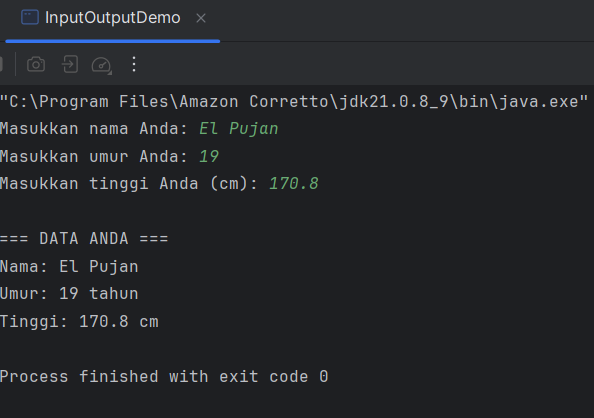 InputOutputDemo
"C:\Program Files\Amazon Corretto\jdk21.0.8_9\bin\java.exe"
Masukkan nama Anda: El Pujan
Masukkan umur Anda: 19
Masukkan tinggi Anda (cm): 170.8
=== DATA ANDA ===
Nama: El Pujan
Umur: 19 tahun
Tinggi: 170.8 cm
Process finished with exit code 0